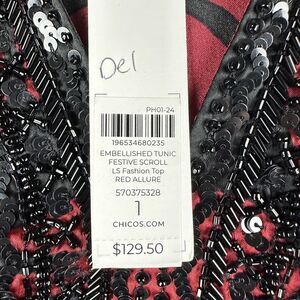 Del
PH01-24
196534680235
EMBELLISHED TUNIC
FESTIVE SCROLL
LS Fashion Top
RED ALLURE
570375328
1
CHICOS.COM
$129.50